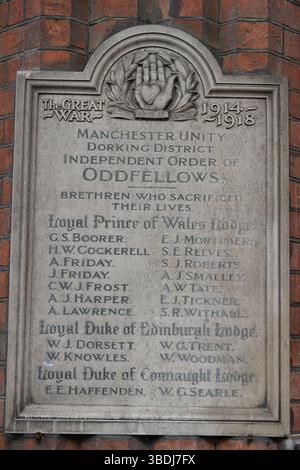 The Great War 1914-1918
Manchester Unity
Dorking District
Independent Order of
Oddfellows.
Brethren who sacrificed
their lives.
Loyal Prince of Wales Lodge.
G.S. Boorer. E.J. Mortimer.
H.W. Cockerell S.E. Reeves.
A. Friday. S.J. Roberts.
J. Friday. A.J. Smalley.
C.W.J. Frost. A.W. Tate.
A.J. Harper. E.J. Tickner.
A. Lawrence. S.R. Withall.
Loyal Duke of Edinburgh Lodge.
W.J. Dorsett. W.G. Trent.
W. Knowles. W. Woodman.
Loyal Duke of Connaught Lodge.
E.E. Haffenden. W.G. Searle.